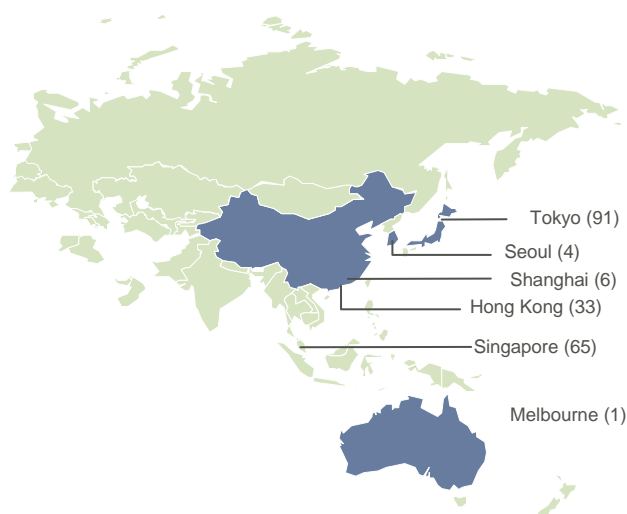 Tokyo (91)
Seoul (4)
Shanghai (6)
Hong Kong (33)
Singapore (65)
Melbourne (1)